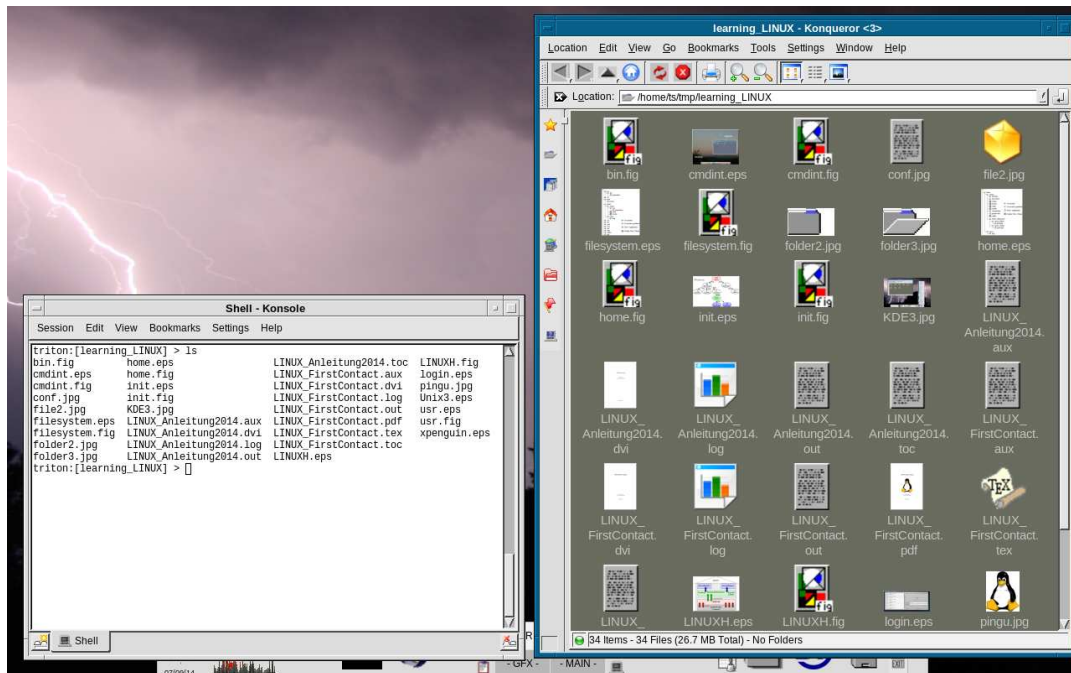 learning_LINUX - Konqueror <3>
Location Edit View Go Bookmarks Tools Settings Window Help
Location: /home/ts/tmp/learning_LINUX
bin.fig cmdint.eps cmdint.fig conf.jpg file2.jpg
filesystem.eps filesystem.fig folder2.jpg folder3.jpg home.eps
home.fig init.eps init.fig KDE3.jpg LINUX_
Anleitung2014.
aux
LINUX_ LINUX_ LINUX_ LINUX_ LINUX_
Anleitung2014. Anleitung2014. Anleitung2014. Anleitung2014. FirstContact.
dvi log out toc aux
LINUX_ LINUX_ LINUX_ LINUX_ LINUX_
FirstContact. FirstContact. FirstContact. FirstContact. FirstContact.
dvi log out pdf tex
LINUX_ LINUXH.eps LINUXH.fig login.eps pingu.jpg
34 Items - 34 Files (26.7 MB Total) - No Folders
Shell - Konsole
Session Edit View Bookmarks Settings Help
triton:[learning_LINUX] > ls
bin.fig home.eps LINUX_Anleitung2014.toc LINUXH.fig
cmdint.eps home.fig LINUX_FirstContact.aux login.eps
cmdint.fig init.eps LINUX_FirstContact.dvi pingu.jpg
conf.jpg init.fig LINUX_FirstContact.log Unix3.eps
file2.jpg KDE3.jpg LINUX_FirstContact.out usr.eps
filesystem.eps LINUX_Anleitung2014.aux LINUX_FirstContact.pdf usr.fig
filesystem.fig LINUX_Anleitung2014.dvi LINUX_FirstContact.tex xpenguin.eps
folder2.jpg LINUX_Anleitung2014.log LINUX_FirstContact.toc
folder3.jpg LINUX_Anleitung2014.out LINUXH.eps
triton:[learning_LINUX] >
Shell
- GFX - - MAIN -